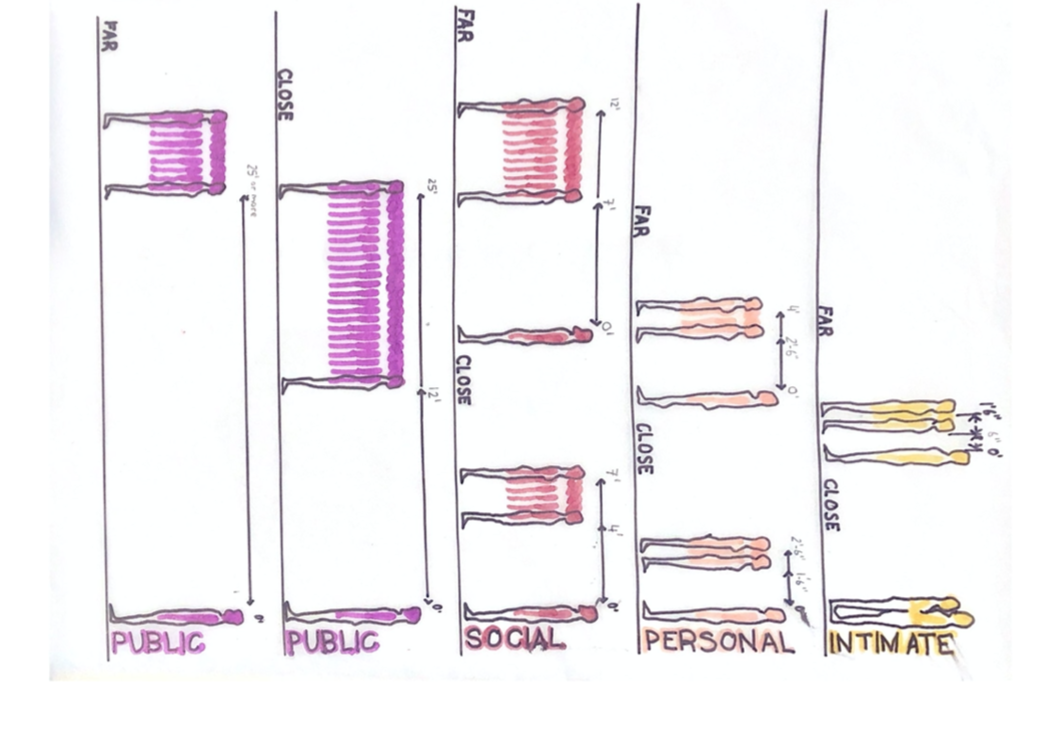 INTIMATE
CLOSE
FAR
0'
6"
1'6"
PERSONAL
CLOSE
0"
1'-6"
2'-6"
FAR
0'
2'-6"
4'
SOCIAL
CLOSE
0'
4'
7'
FAR
0'
7'
12'
PUBLIC
CLOSE
0'
12'
25'
PUBLIC
FAR
0'
25' or more